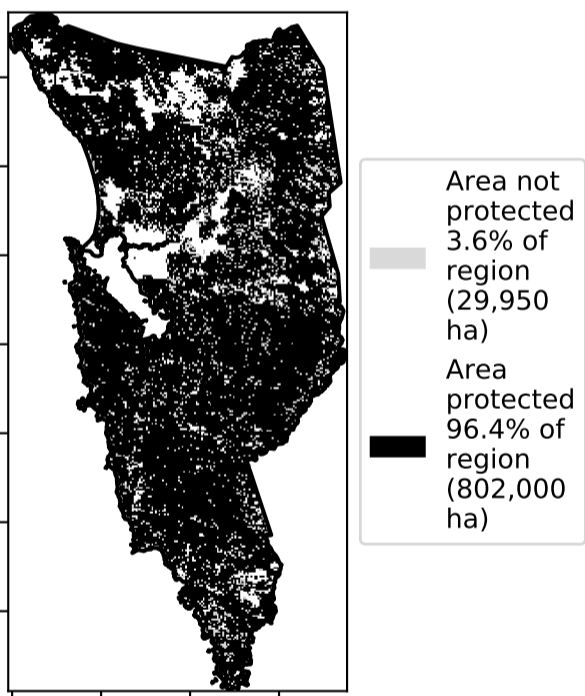 Area not
protected
3.6% of
region
(29,950
ha)
Area
protected
96.4% of
region
(802,000
ha)